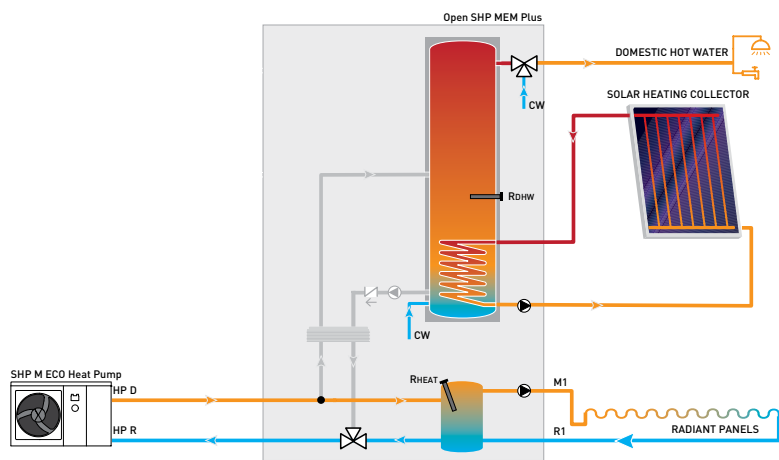 Open SHP MEM Plus
DOMESTIC HOT WATER
SOLAR HEATING COLLECTOR
CW
RDHW
CW
SHP M ECO Heat Pump
HP D
RHEAT
M1
HP R
R1
RADIANT PANELS